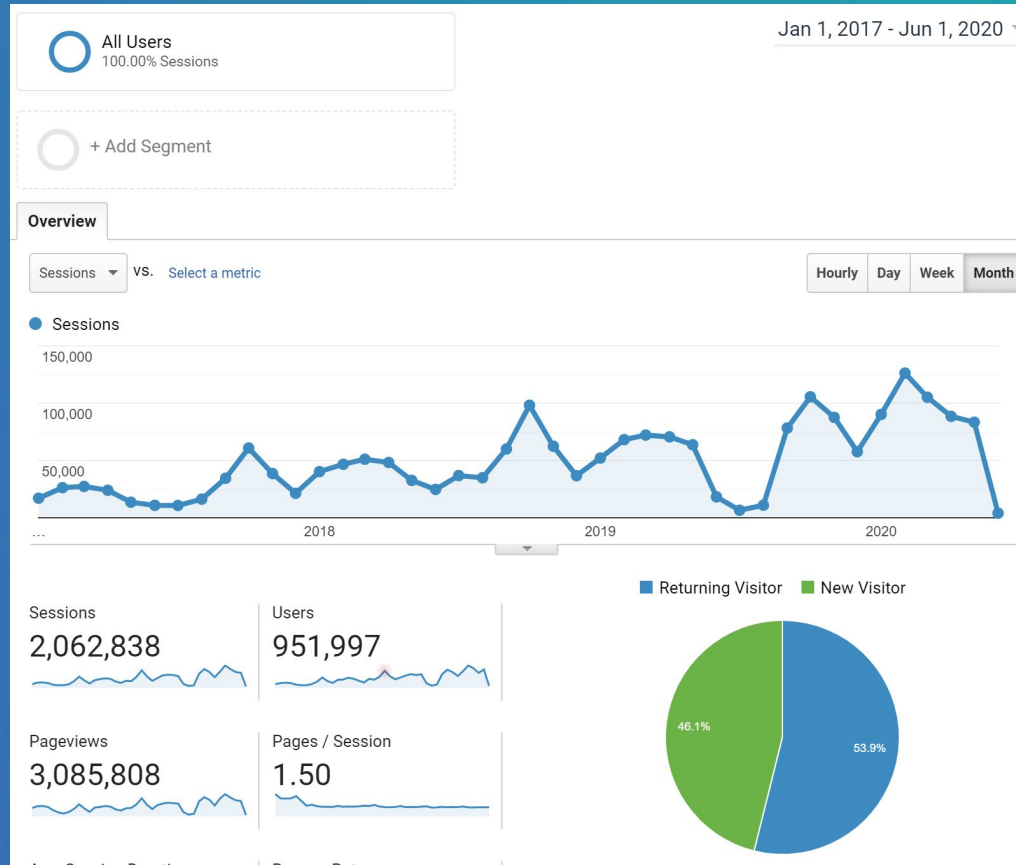 All Users
100.00% Sessions
Jan 1, 2017 - Jun 1, 2020
+ Add Segment
Overview
Sessions VS. Select a metric
Hourly Day Week Month
Sessions
150,000
100,000
50,000
... 2018 2019 2020
Returning Visitor New Visitor
Sessions
2,062,838
Users
951,997
Pageviews
3,085,808
Pages / Session
1.50
46.1%
53.9%